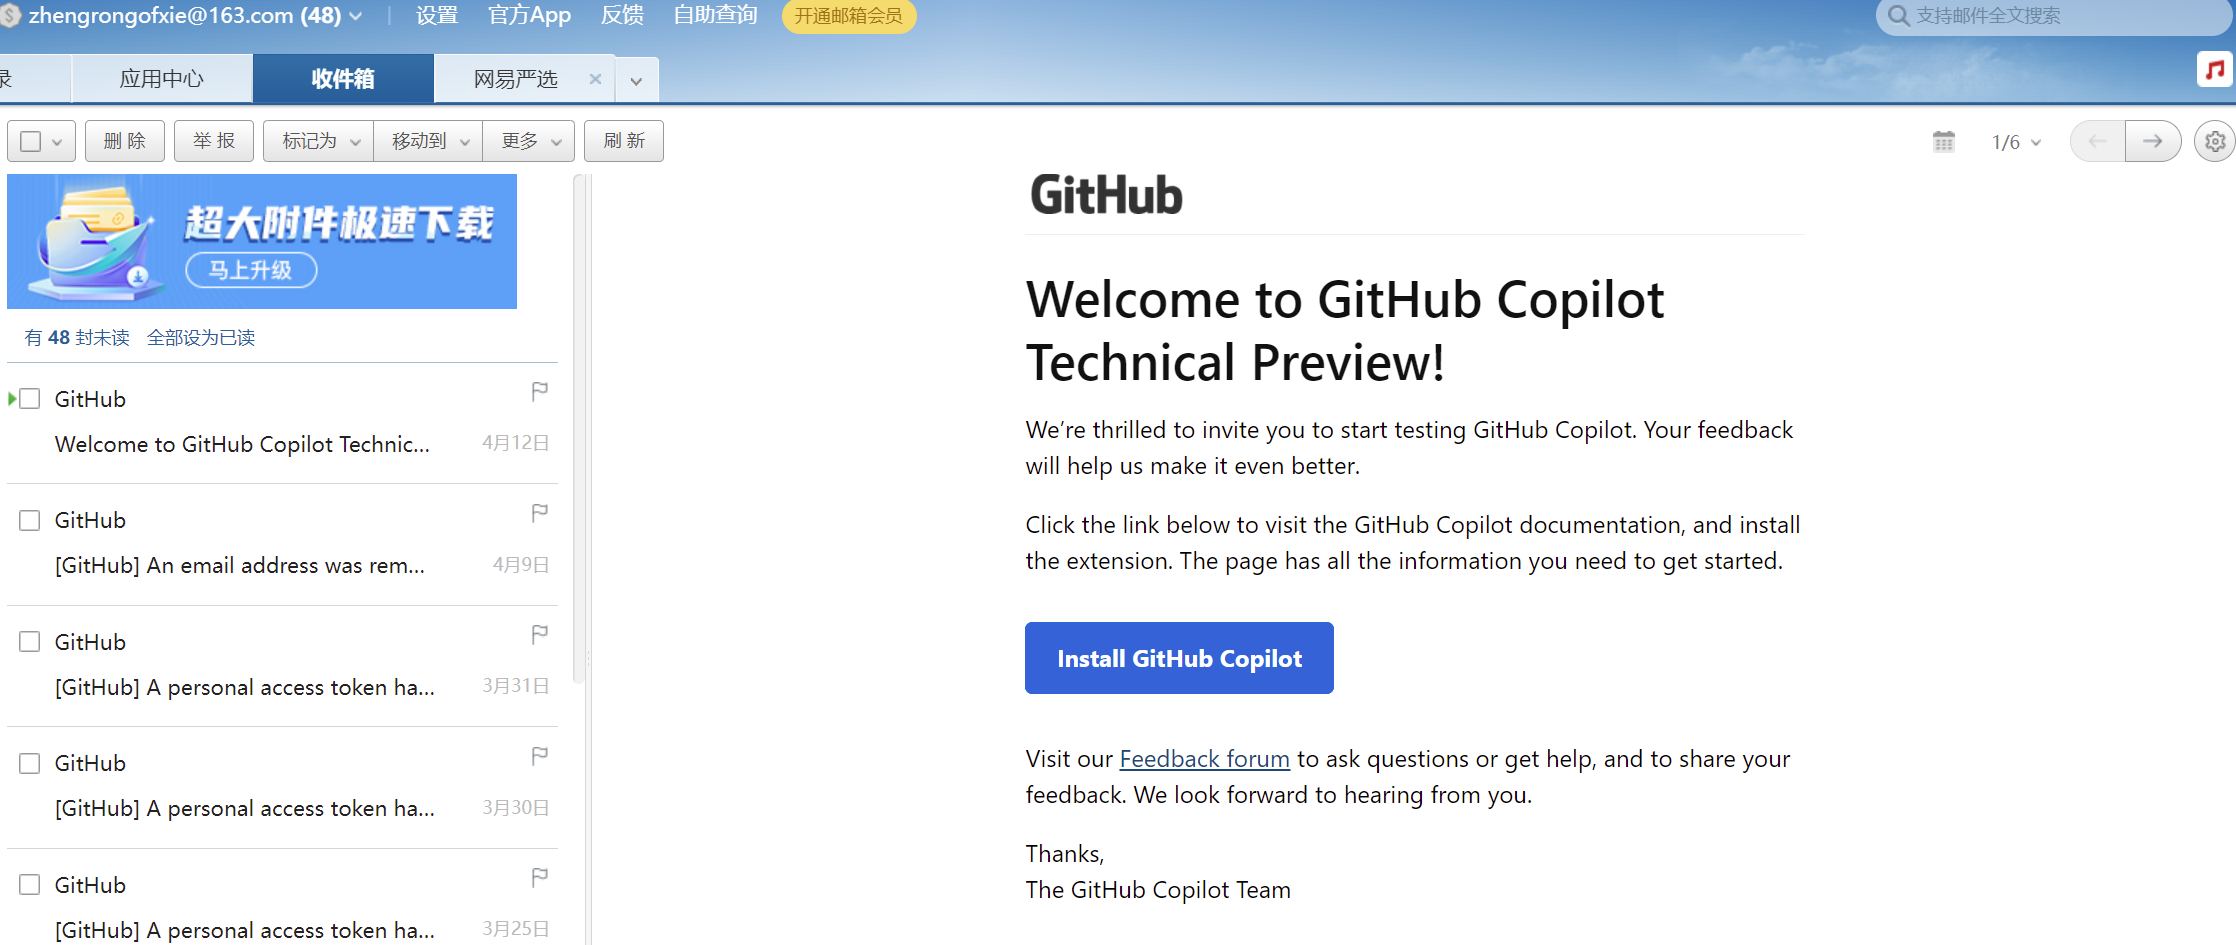 zhengrongofxie@163.com (48)
设置 官方App 反馈 自助查询 开通邮箱会员
支持邮件全文搜索
录 应用中心 收件箱 网易严选
删 除 举 报 标记为 移动到 更多 刷 新
1/6
超大附件极速下载
马上升级
有 48 封未读 全部设为已读
GitHub
Welcome to GitHub Copilot Technic... 4月12日
GitHub
[GitHub] An email address was rem... 4月9日
GitHub
[GitHub] A personal access token ha... 3月31日
GitHub
[GitHub] A personal access token ha... 3月30日
GitHub
[GitHub] A personal access token ha... 3月25日
GitHub
Welcome to GitHub Copilot
Technical Preview!
We’re thrilled to invite you to start testing GitHub Copilot. Your feedback
will help us make it even better.
Click the link below to visit the GitHub Copilot documentation, and install
the extension. The page has all the information you need to get started.
Install GitHub Copilot
Visit our Feedback forum to ask questions or get help, and to share your
feedback. We look forward to hearing from you.
Thanks,
The GitHub Copilot Team